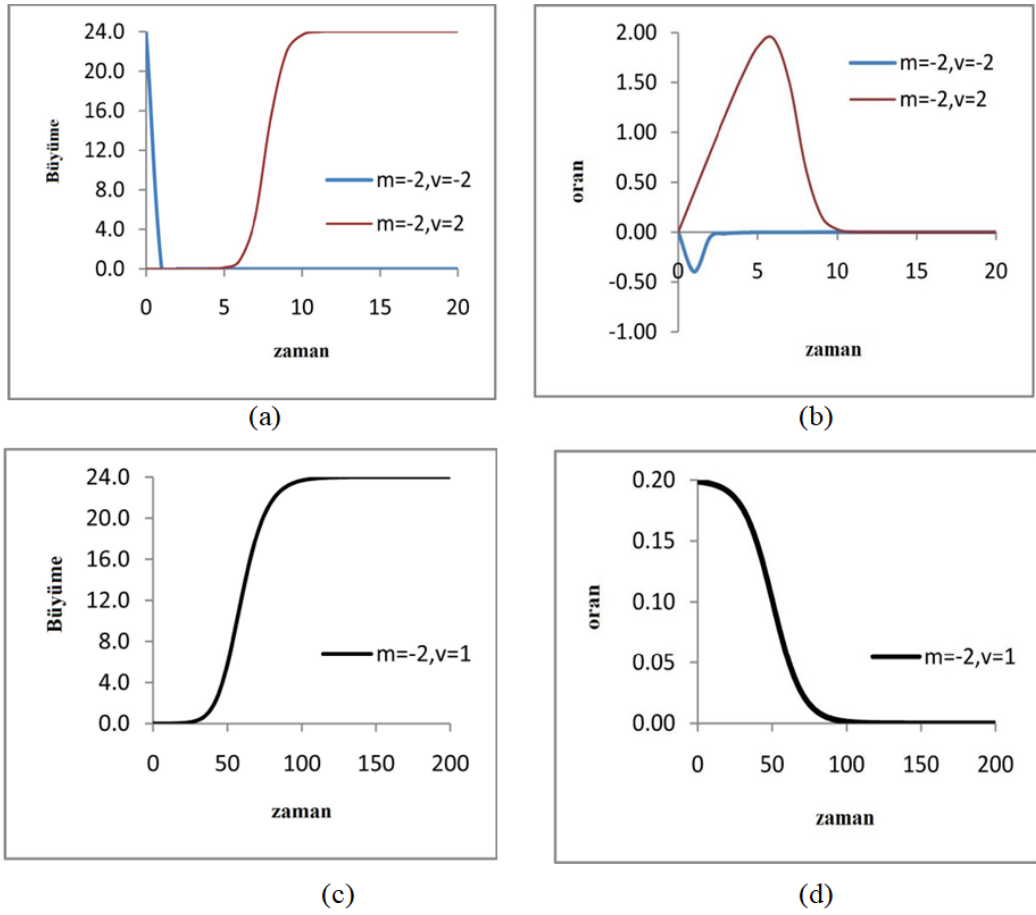 24.0
20.0
16.0
12.0
8.0
4.0
0.0
Büyüme
m=-2,v=-2
m=-2,v=2
0 5 10 15 20
zaman
(a)
2.00
1.50
1.00
0.50
0.00
-0.50
-1.00
oran
m=-2,v=-2
m=-2,v=2
0 5 10 15 20
zaman
(b)
24.0
20.0
16.0
12.0
8.0
4.0
0.0
Büyüme
m=-2,v=1
0 50 100 150 200
zaman
(c)
0.20
0.15
0.10
0.05
0.00
oran
m=-2,v=1
0 50 100 150 200
zaman
(d)